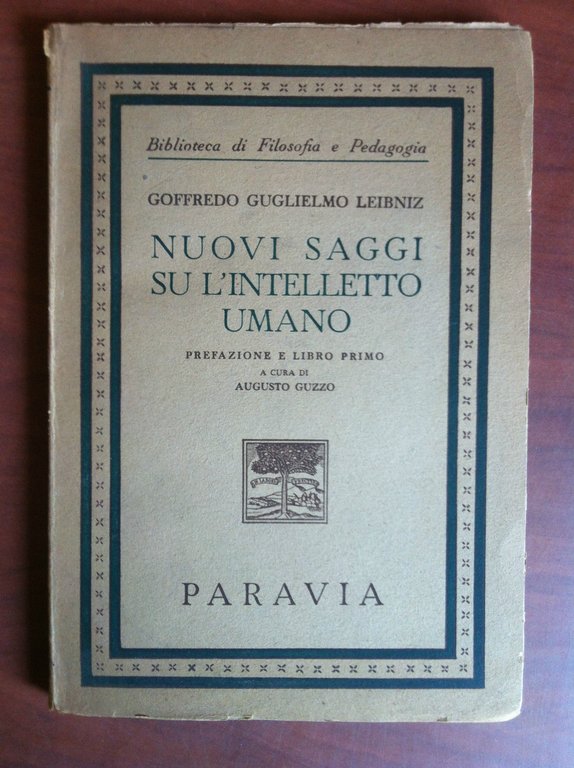 Biblioteca di Filosofia e Pedagogia
GOFFREDO GUGLIELMO LEIBNIZ
NUOVI SAGGI
SU L'INTELLETTO
UMANO
PREFAZIONE E LIBRO PRIMO
A CURA DI
AUGUSTO GUZZO
PARAVIA